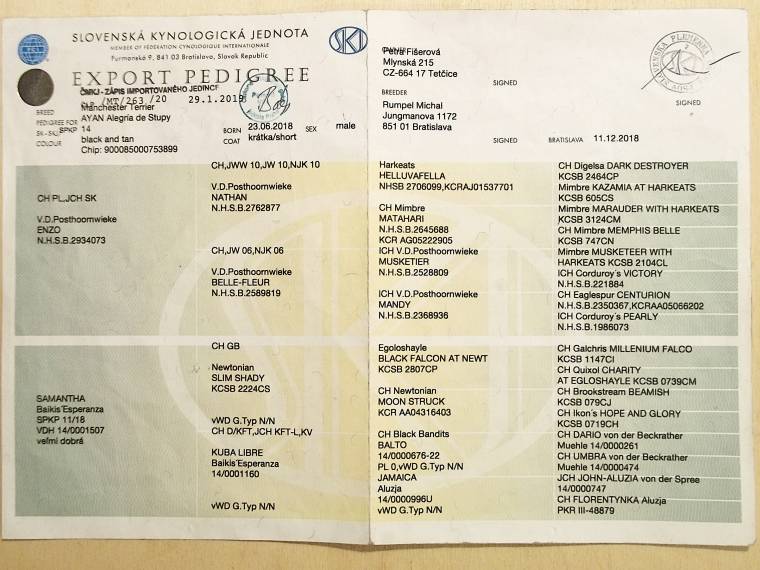 SLOVENSKÁ KYNOLOGICKÁ JEDNOTA
MEMBER OF FÉDÉRATION CYNOLOGIQUE INTERNATIONALE
Furmanská 9, 841 03 Bratislava, Slovak Republic
FCI
SKJ
EXPORT PEDIGREE
ČMKJ - ZÁPIS IMPORTOVANÉHO JEDINCE
/MT/263 /20 29.1.2019
BREED Manchester Terrier
PEDIGREE FOR AYAN Alegria de Stupy
SK - SKJ SPKP 14
COLOUR black and tan
Chip: 900085000753899
BORN 23.06.2018 SEX male
COAT krátka/short
OWNER
Petra Fišerová
Mlynská 215
CZ-664 17 Tetčice
SIGNED
BREEDER
Rumpel Michal
Jungmanova 1172
851 01 Bratislava
SIGNED
BRATISLAVA 11.12.2018
SIGNED
CH PL,JCH SK
V.D.Posthoornwieke
ENZO
N.H.S.B.2934073
SAMANTHA
Baikis´Esperanza
SPKP 11/18
VDH 14/0001507
veľmi dobrá
CH,JWW 10,JW 10,NJK 10
V.D.Posthoornwieke
NATHAN
N.H.S.B.2762877
CH,JW 06,NJK 06
V.D.Posthoornwieke
BELLE-FLEUR
N.H.S.B.2589819
CH GB
Newtonian
SLIM SHADY
KCSB 2224CS
vWD G.Typ N/N
CH D/KFT,JCH KFT-L,KV
KUBA LIBRE
Baikis´Esperanza
14/0001160
vWD G.Typ N/N
Harkeats
HELLUVAFELLA
NHSB 2706099,KCRAJ01537701
CH Mimbre
MATAHARI
N.H.S.B.2645688
KCR AG05222905
ICH V.D.Posthoornwieke
MUSKETIER
N.H.S.B.2528809
ICH V.D.Posthoornwieke
MANDY
N.H.S.B.2368936
Egoloshayle
BLACK FALCON AT NEWT
KCSB 2807CP
CH Newtonian
MOON STRUCK
KCR AA04316403
CH Black Bandits
BALTO
14/0000676-22
PL 0,vWD G.Typ N/N
JAMAICA
Aluzja
14/0000996U
vWD G.Typ N/N
CH Digelsa DARK DESTROYER
KCSB 2464CP
Mimbre KAZAMIA AT HARKEATS
KCSB 605CS
Mimbre MARAUDER WITH HARKEATS
KCSB 3124CM
CH Mimbre MEMPHIS BELLE
KCSB 747CN
Mimbre MUSKETEER WITH
HARKEATS KCSB 2104CL
ICH Corduroy´s VICTORY
N.H.S.B.221884
CH Eaglespur CENTURION
N.H.S.B.2350367,KCRAA05066202
ICH Corduroy´s PEARLY
N.H.S.B.1986073
CH Galchris MILLENIUM FALCO
KCSB 1147CI
CH Quixol CHARITY
AT EGLOSHAYLE KCSB 0739CM
CH Brookstream BEAMISH
KCSB 079CJ
CH Ikon´s HOPE AND GLORY
KCSB 0719CH
CH DARIO von der Beckrather
Muehle 14/0000261
CH UMBRA von der Beckrather
Muehle 14/0000474
JCH JOHN-ALUZIA von der Spree
14/0000747
CH FLORENTYNKA Aluzja
PKR III-48879